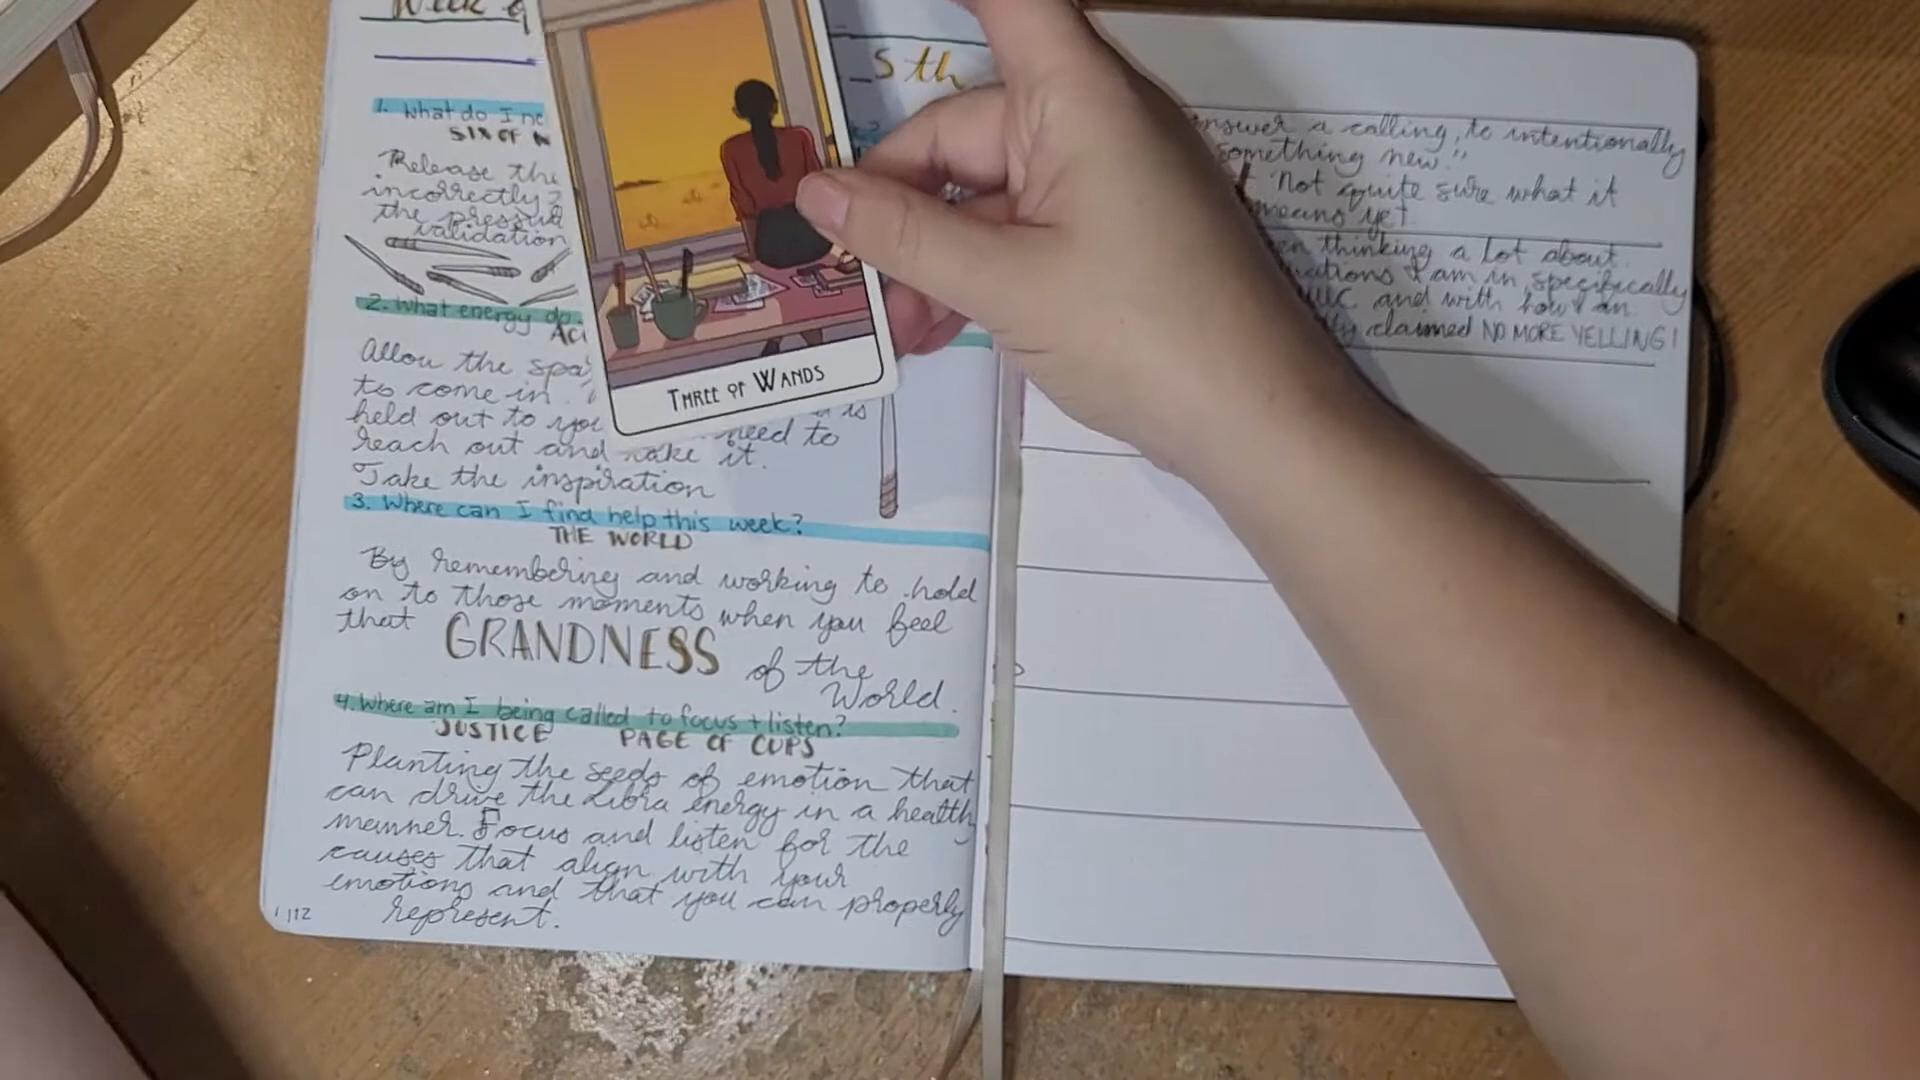 Week of
5th
1. What do I ne
SIX OF
Release the
incorrectly
the pressure
validation
2. What energy do
Allow the spa
to come in.
held out to you is
need to
reach out and take it.
Take the inspiration
3. Where can I find help this week?
THE WORLD
By remembering and working to hold
on to those moments when you feel
that GRANDNESS of the
World.
4. Where am I being called to focus + listen?
JUSTICE PAGE OF CUPS
Planting the seeds of emotion that
can drive the Libra energy in a health
manner. Focus and listen for the
causes that align with your
emotions and that you can properly
represent.
112
THREE OF WANDS
answer a calling, to intentionally
something new."
Not quite sure what it
means yet.
thinking a lot about
I am in, specifically
and with how I an
claimed NO MORE YELLING!